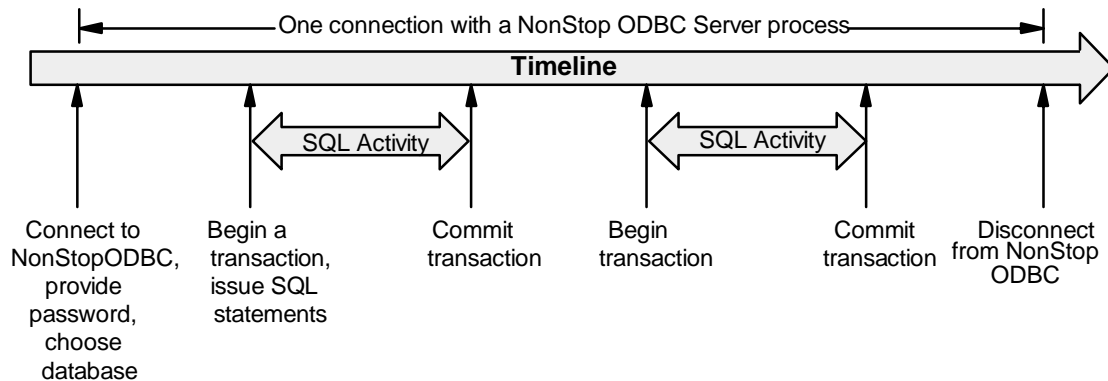 One connection with a NonStop ODBC Server process
Timeline
SQL Activity
SQL Activity
Connect to
NonStopODBC,
provide
password,
choose
database
Begin a
transaction,
issue SQL
statements
Commit
transaction
Begin
transaction
Commit
transaction
Disconnect
from NonStop
ODBC